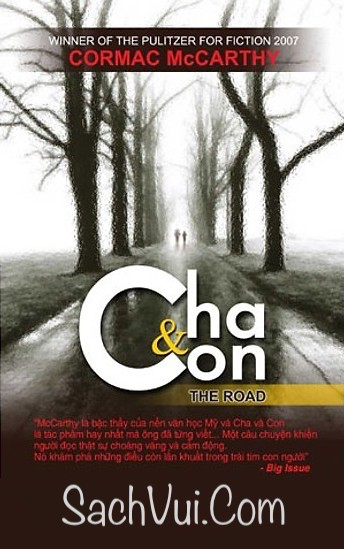 WINNER OF THE PULITZER FOR FICTION 2007
CORMAC McCARTHY
Cha
& Con
THE ROAD
"McCarthy là bậc thầy của nền văn học Mỹ và Cha và Con
là tác phẩm hay nhất mà ông đã từng viết... Một câu chuyện khiến
người đọc thật sự choáng váng và cảm động.
Nó khám phá những điều còn lẩn khuất trong trái tim con người"
- Big Issue
SachVui.Com